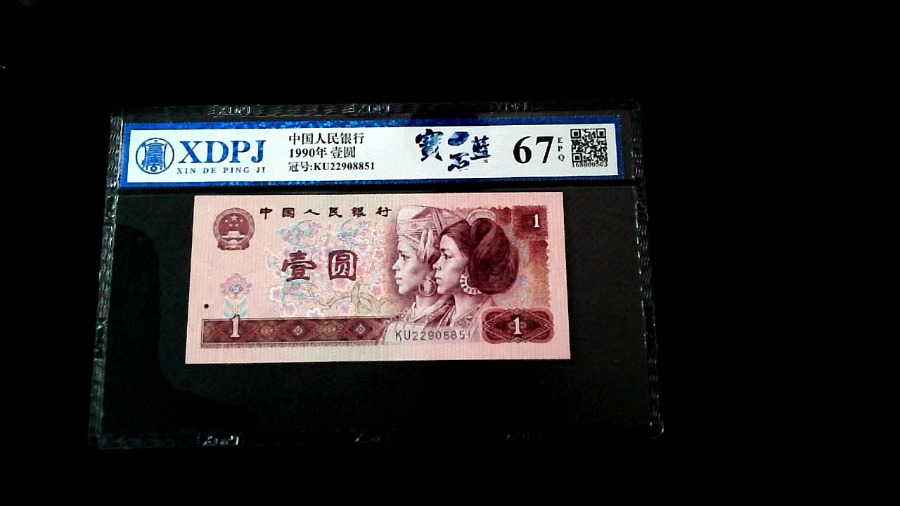 XDPJ
XIN DE PING JI
中国人民银行
1990年 壹圆
冠号:KU22908851
67 EPQ
中国人民银行
1
壹圆
1
KU22908851
1